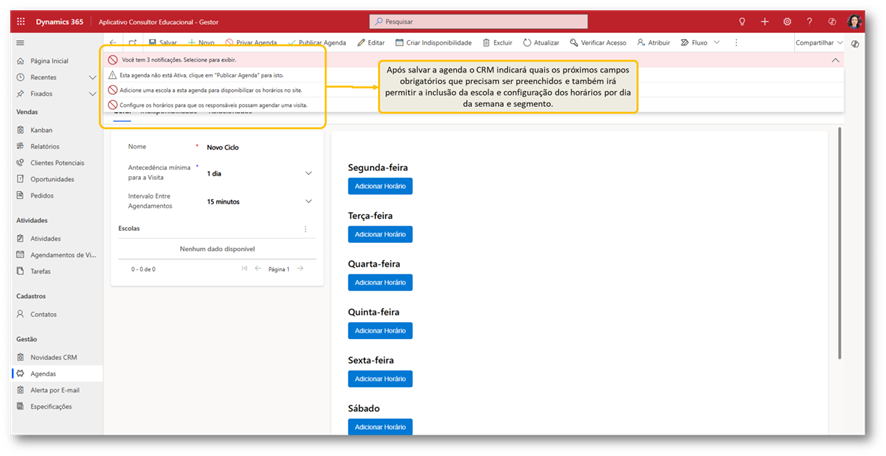 Dynamics 365 Aplicativo Consultor Educacional - Gestor Pesquisar
Salvar Novo Privar Agenda Publicar Agenda Editar Criar Indisponibilidade Atualizar Excluir Verificar Acesso Atribuir Fluxo Compartilhar
Você tem 3 notificações. Selecione para exibir.
Esta agenda não está Ativa, clique em "Publicar Agenda" para isto.
Adicione uma escola a esta agenda para disponibilizar os horários no site.
Configure os horários para que os responsáveis possam agendar uma visita.
Após salvar a agenda o CRM indicará quais os próximos campos
obrigatórios que precisam ser preenchidos e também irá
permitir a inclusão da escola e configuração dos horários por dia
da semana e segmento.
Página Inicial
Recentes
Fixados
Vendas
Kanban
Relatórios
Clientes Potenciais
Oportunidades
Pedidos
Atividades
Atividades
Agendamentos de Vi...
Tarefas
Cadastros
Contatos
Gestão
Novidades CRM
Agendas
Alerta por E-mail
Especificações
Nome * Novo Ciclo
Antecedência mínima * 1 dia
para a Visita
Intervalo Entre 15 minutos
Agendamentos
Escolas
Nenhum dado disponível
0 - 0 de 0 Página 1
Segunda-feira
Adicionar Horário
Terça-feira
Adicionar Horário
Quarta-feira
Adicionar Horário
Quinta-feira
Adicionar Horário
Sexta-feira
Adicionar Horário
Sábado
Adicionar Horário